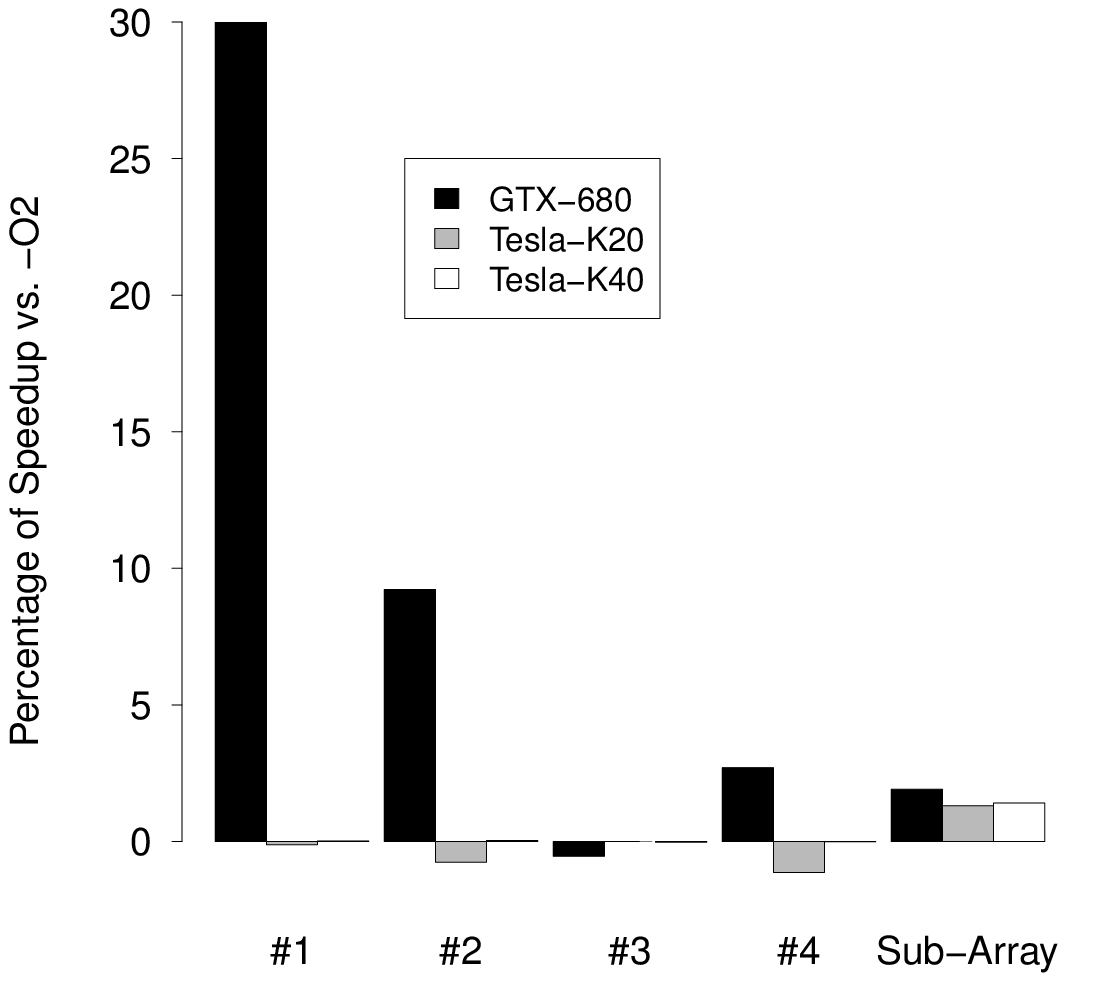 Percentage of Speedup vs. −O2
30
25
20
15
10
5
0
GTX−680
Tesla−K20
Tesla−K40
#1 #2 #3 #4 Sub−Array